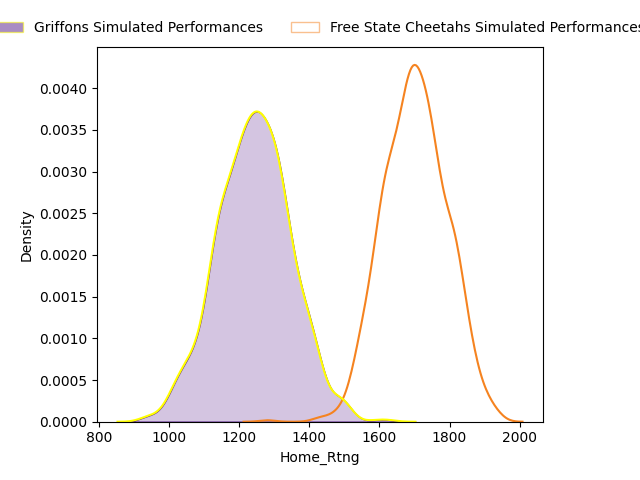 Griffons Simulated Performances
Free State Cheetahs Simulated Performances
0.0040
0.0035
0.0030
0.0025
0.0020
0.0015
0.0010
0.0005
0.0000
Density
800 1000 1200 1400 1600 1800 2000
Home_Rtng